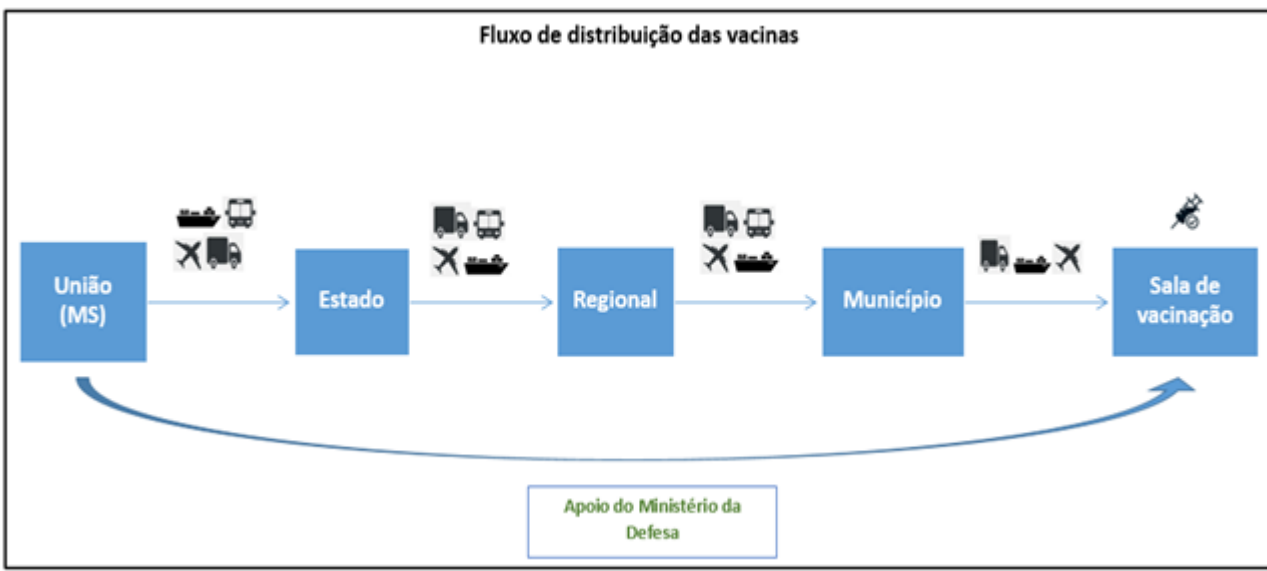 Fluxo de distribuição das vacinas
União
(MS)
Estado
Regional
Município
Sala de
vacinação
Apoio do Ministério da
Defesa